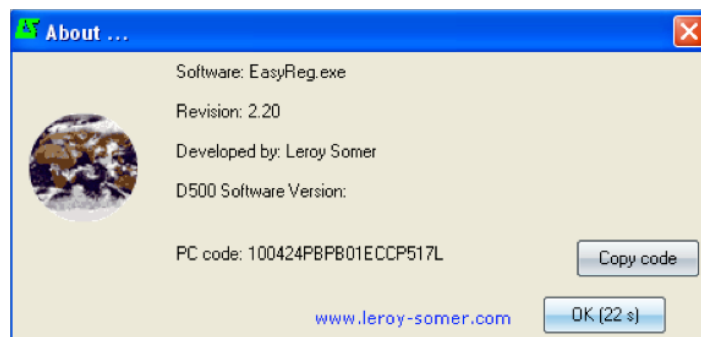 About ...
Software: EasyReg.exe
Revision: 2.20
Developed by: Leroy Somer
D500 Software Version:
PC code: 100424PBPB01ECCP517L
Copy code
www.leroy-somer.com
OK (22 s)